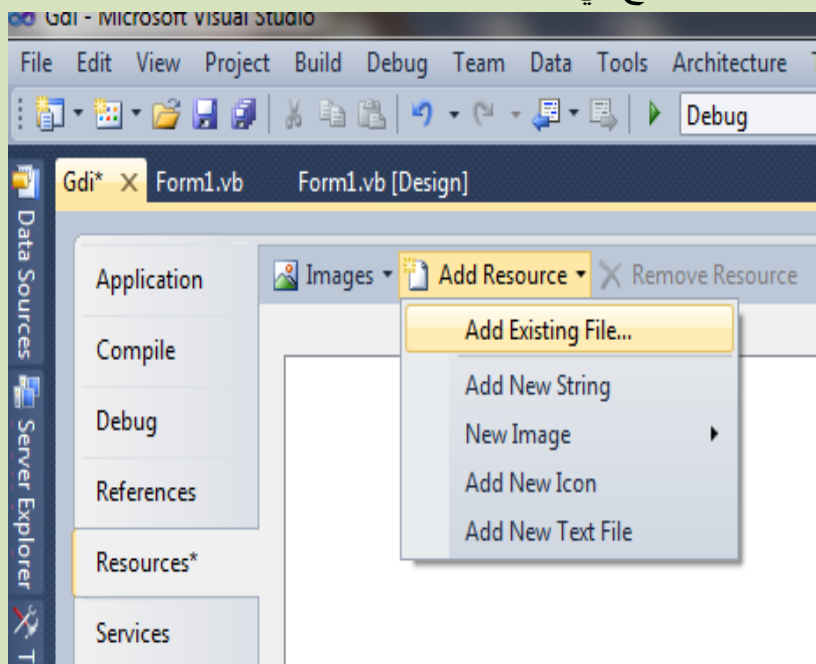 Gdi - Microsoft Visual Studio
File Edit View Project Build Debug Team Data Tools Architecture
Debug
Gdi* Form1.vb Form1.vb [Design]
Data Sources
Server Explorer
Application
Compile
Debug
References
Resources*
Services
Images Add Resource Remove Resource
Add Existing File...
Add New String
New Image
Add New Icon
Add New Text File